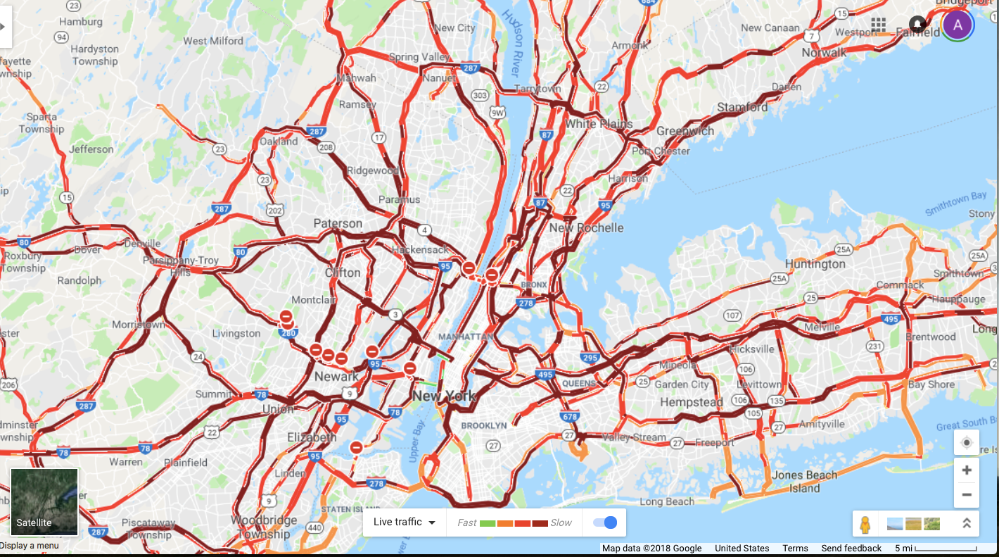 23
Hamburg
94
Hardyston
Township
West Milford
New City
Hudson River
684
Bridgeport
15
New Canaan
7
Westport
Fairfield
A
Norwalk
Armonk
Spring Valley
287
Nanuet
Mahwah
Tarrytown
22
Darien
303
9W
Ramsey
Stamford
Sparta
Township
White Plains
Greenwich
287
87
17
Oakland
208
Jefferson
23
Port Chester
Ridgewood
Harrison
23
22
15
Paramus
87
95
287
202
Smithtown Bay
Stony
Paterson
4
New Rochelle
80
Denville
Dover
80
Hackensack
25A
25A
Roxbury
Township
Parsippany-Troy
Hills
95
Clifton
Huntington
Smithtown
Randolph
25A
Commack
BRONX
Montclair
278
25
Hauppauge
3
107
495
Morristown
Livingston
280
MANHATTAN
Melville
Long
Brentwood
231
Hicksville
24
295
95
Newark
Mineola
106
495
206
QUEENS
25
Garden City
Levittown
Bay Shore
Summit
78
9
New York
Hempstead
106
135
287
Union
78
105
95
678
BROOKLYN
Amityville
27
Great South B
22
Elizabeth
Upper Bay
27
27
Valley Stream
27
Freeport
78
78
95
Warren
Plainfield
Linden
Jones Beach
Island
278
9
Long Beach
STATEN ISLAND
Satellite
Woodbridge
Township
440
Live traffic
Fast
Slow
287
Piscataway
Township
Display a menu
Map data ©2018 Google
United States
Terms
Send feedback
5 mi